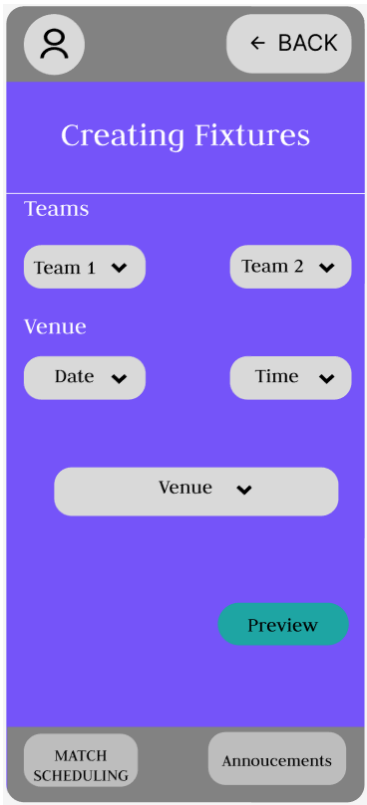 ← BACK
Creating Fixtures
Teams
Team 1
Team 2
Venue
Date
Time
Venue
Preview
MATCH
SCHEDULING
Annoucements